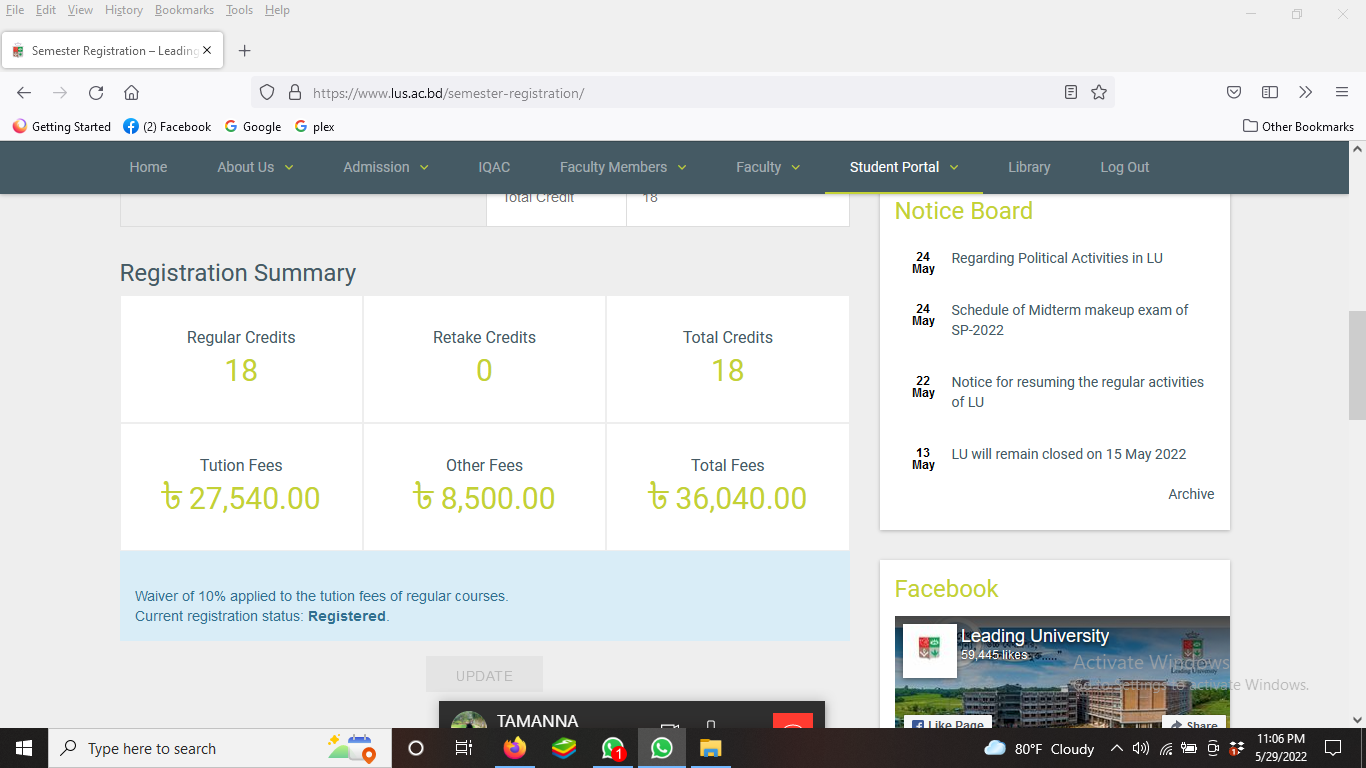 File Edit View History Bookmarks Tools Help
Semester Registration – Leading
https://www.lus.ac.bd/semester-registration/
Getting Started (2) Facebook Google plex Other Bookmarks
Home About Us Admission IQAC Faculty Members Faculty Student Portal Library Log Out
Total Credit 18
Registration Summary
Regular Credits Retake Credits Total Credits
18 0 18
Tution Fees Other Fees Total Fees
৳ 27,540.00 ৳ 8,500.00 ৳ 36,040.00
Waiver of 10% applied to the tution fees of regular courses.
Current registration status: Registered.
UPDATE
TAMANNA
Notice Board
24 May Regarding Political Activities in LU
24 May Schedule of Midterm makeup exam of
SP-2022
22 May Notice for resuming the regular activities
of LU
13 May LU will remain closed on 15 May 2022
Archive
Facebook
Leading University
59,445 likes
Like Page Share
Activate Windows
Go to Settings to activate Windows.
Type here to search
1
80°F Cloudy
11:06 PM
5/29/2022